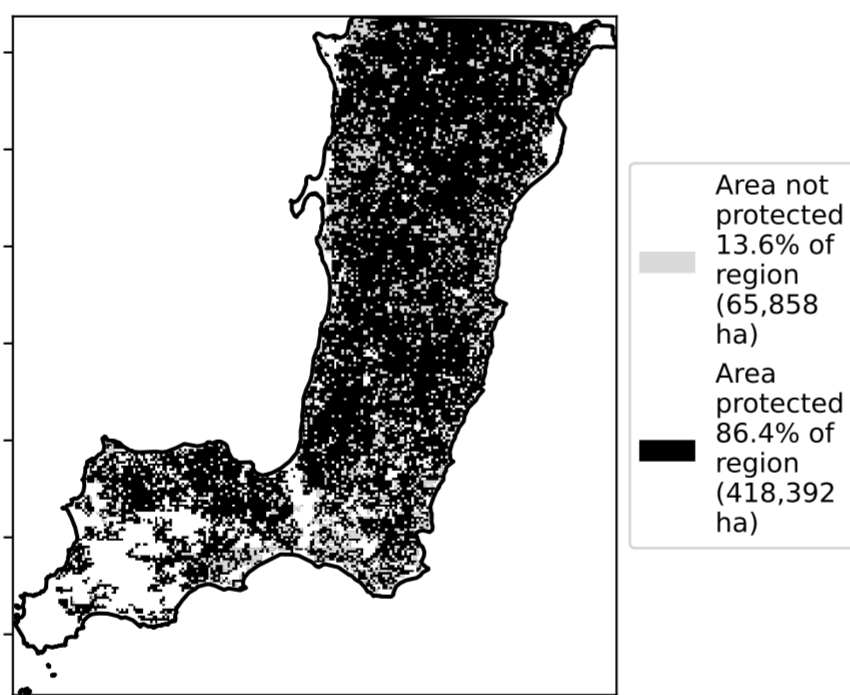 Area not
protected
13.6% of
region
(65,858
ha)
Area
protected
86.4% of
region
(418,392
ha)